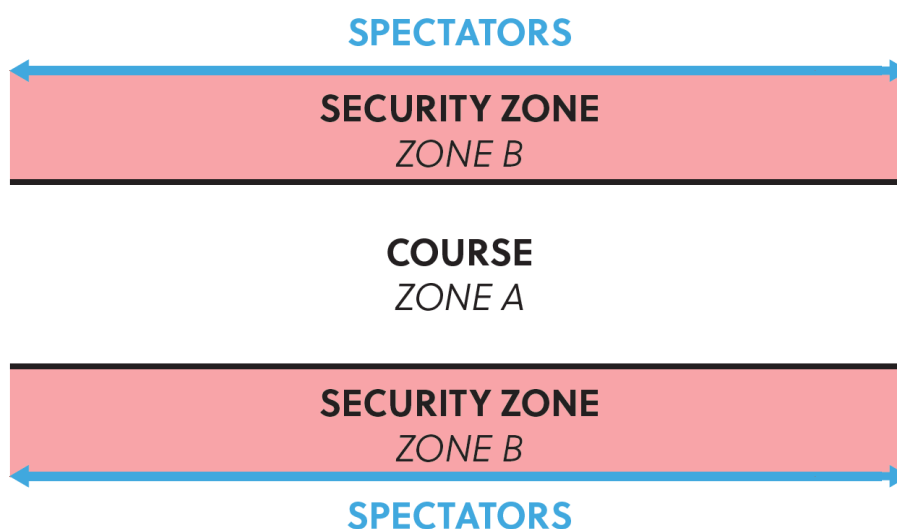 SPECTATORS
SECURITY ZONE
ZONE B
COURSE
ZONE A
SECURITY ZONE
ZONE B
SPECTATORS